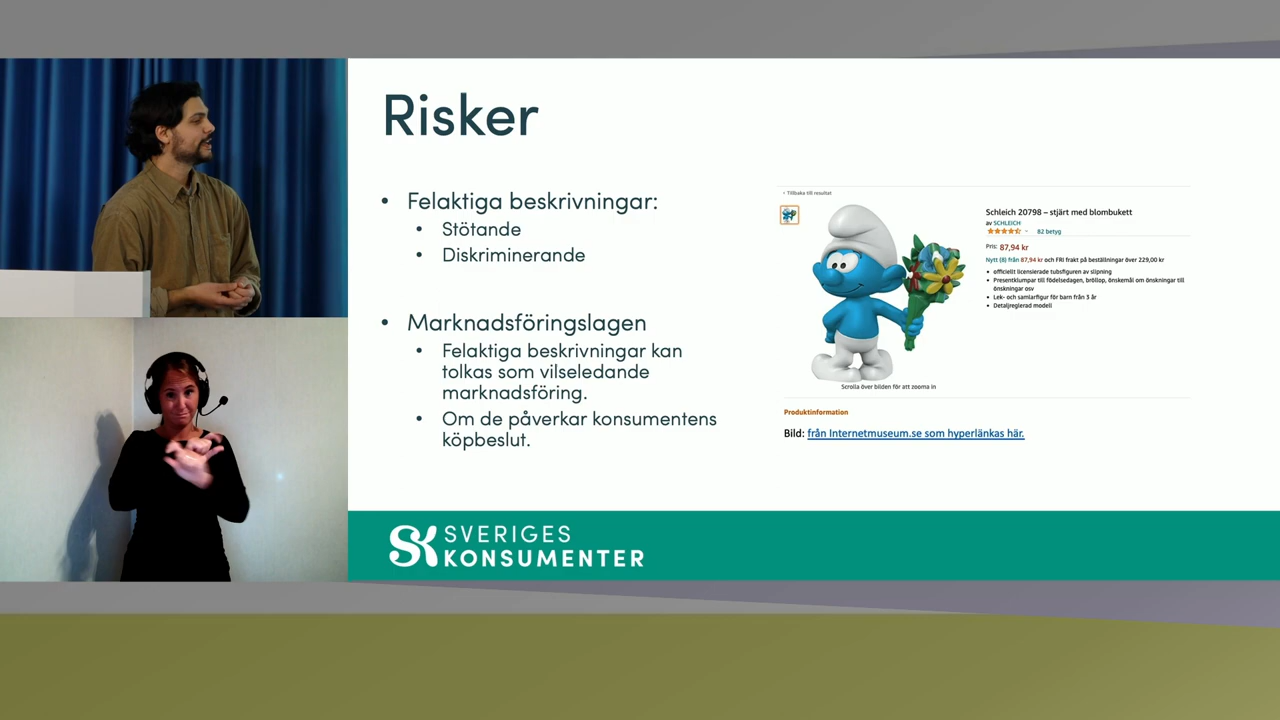 Risker
• Felaktiga beskrivningar:
• Stötande
• Diskriminerande
• Marknadsföringslagen
• Felaktiga beskrivningar kan
tolkas som vilseledande
marknadsföring.
• Om de påverkar konsumentens
köpbeslut.
‹ Tillbaka till resultat
Schleich 20798 – stjärt med blombukett
av SCHLEICH
82 betyg
Pris: 87,94 kr
Nytt (8) från 87,94 kr och FRI frakt på beställningar över 229,00 kr
• officiellt licensierade tubsfiguren av slipning
• Presentklumpar till födelsedagen, bröllop, önskemål om önskningar till
önskningar osv
• Lek- och samlarfigur för barn från 3 år
• Detaljreglerad modell
Scrolla över bilden för att zooma in
Produktinformation
Bild: från Internetmuseum.se som hyperlänkas här.
SK SVERIGES
KONSUMENTER